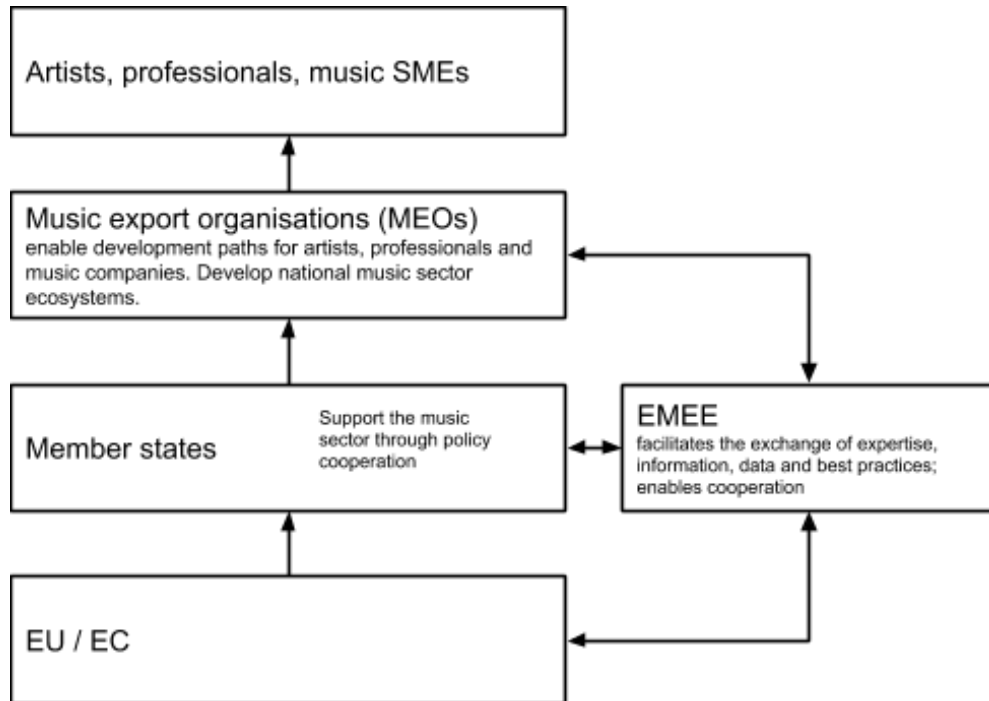 Artists, professionals, music SMEs
Music export organisations (MEOs)
enable development paths for artists, professionals and
music companies. Develop national music sector
ecosystems.
Member states
Support the music
sector through policy
cooperation
EMEE
facilitates the exchange of expertise,
information, data and best practices;
enables cooperation
EU / EC